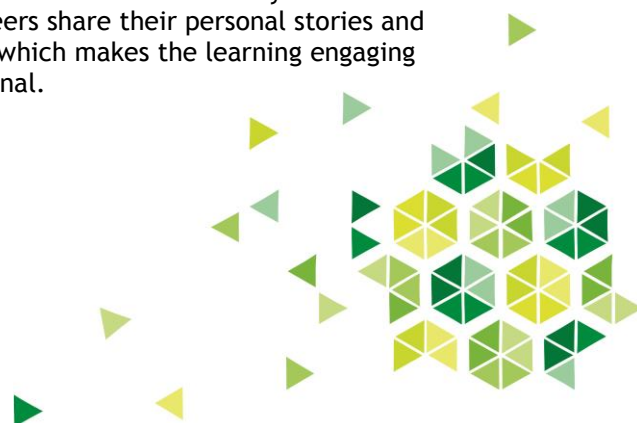 eers share their personal stories and
which makes the learning engaging
nal.